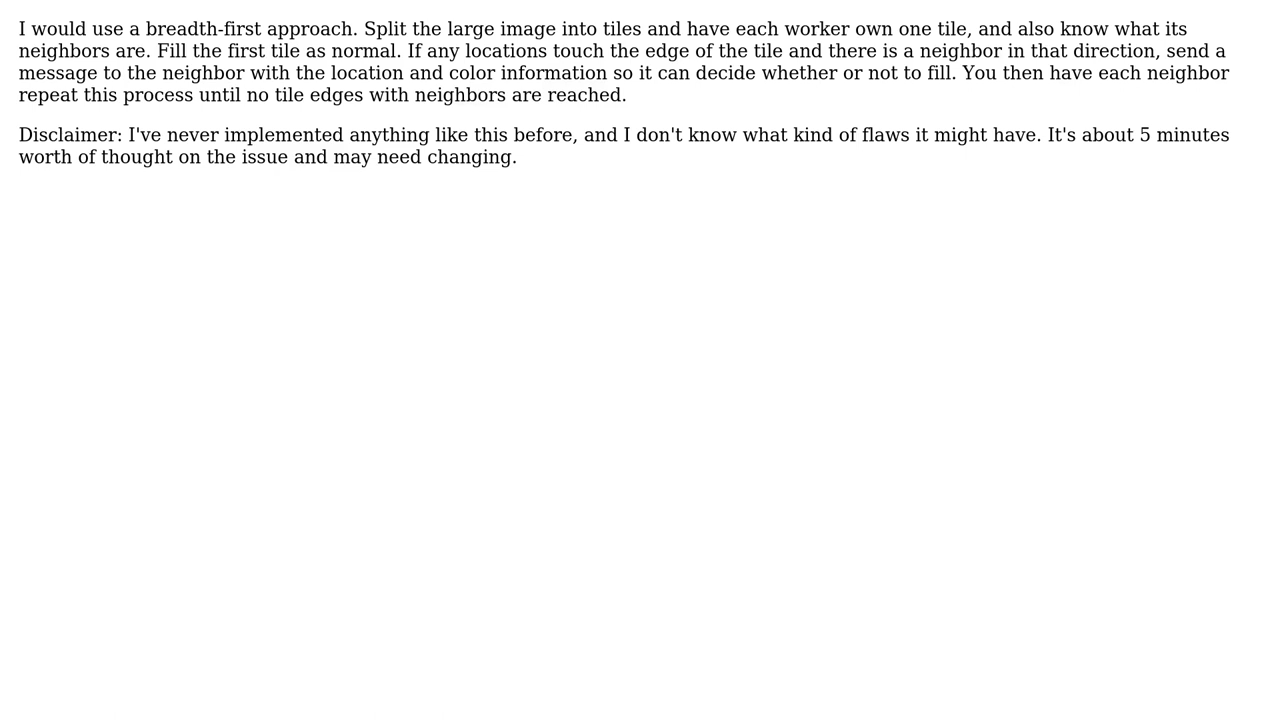 I would use a breadth-first approach. Split the large image into tiles and have each worker own one tile, and also know what its
neighbors are. Fill the first tile as normal. If any locations touch the edge of the tile and there is a neighbor in that direction, send a
message to the neighbor with the location and color information so it can decide whether or not to fill. You then have each neighbor
repeat this process until no tile edges with neighbors are reached.
Disclaimer: I've never implemented anything like this before, and I don't know what kind of flaws it might have. It's about 5 minutes
worth of thought on the issue and may need changing.